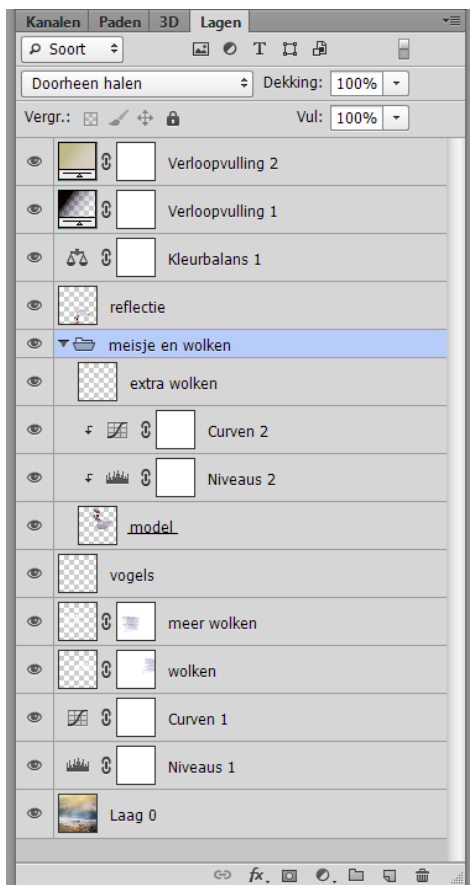 Kanalen Paden 3D Lagen
Soort T
Doorheen halen Dekking: 100%
Vergr.: Vul: 100%
Verloopvulling 2
Verloopvulling 1
Kleurbalans 1
reflectie
meisje en wolken
extra wolken
Curven 2
Niveaus 2
model
vogels
meer wolken
wolken
Curven 1
Niveaus 1
Laag 0
fx.